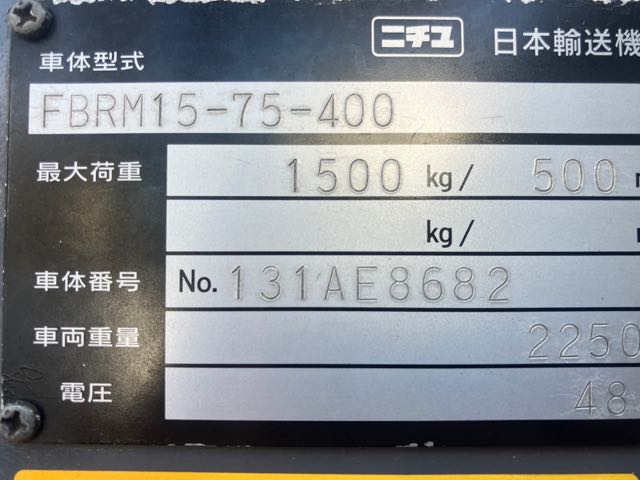 ニチユ 日本輸送機
車体型式
FBRM15-75-400
最大荷重 1500 kg/ 500
kg/
車体番号 No. 131AE8682
車両重量 2250
電圧 48